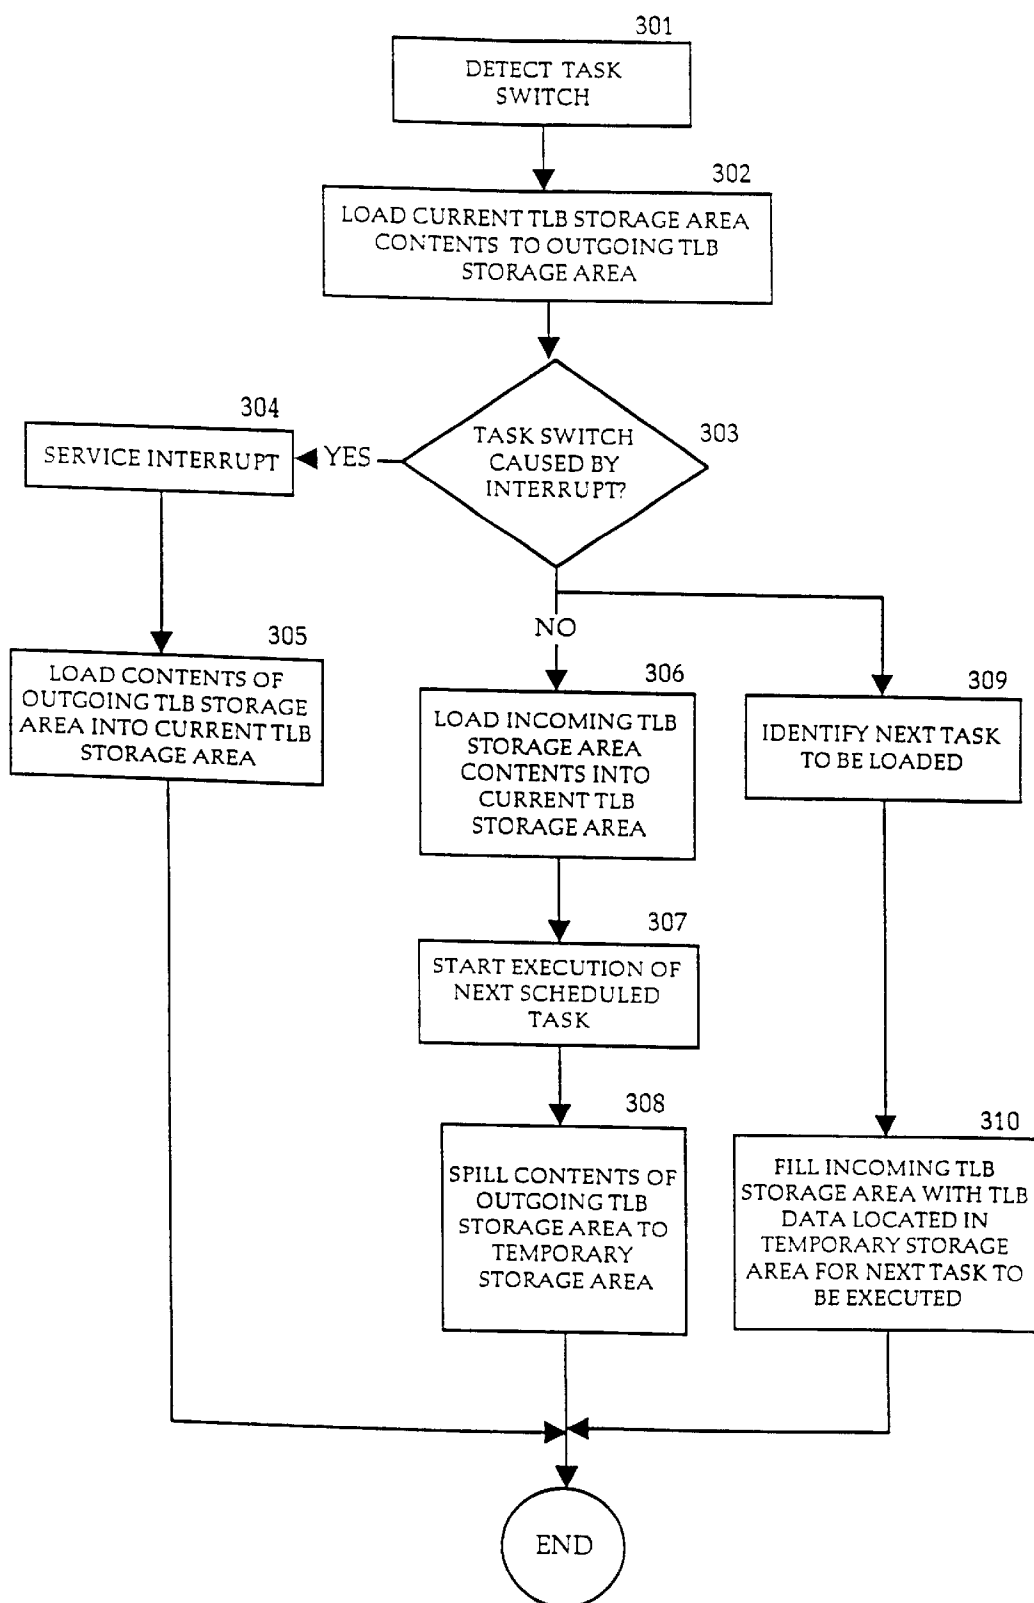 301
DETECT TASK
SWITCH
302
LOAD CURRENT TLB STORAGE AREA
CONTENTS TO OUTGOING TLB
STORAGE AREA
303
TASK SWITCH
CAUSED BY
INTERRUPT?
YES
304
SERVICE INTERRUPT
305
LOAD CONTENTS OF
OUTGOING TLB STORAGE
AREA INTO CURRENT TLB
STORAGE AREA
NO
306
LOAD INCOMING TLB
STORAGE AREA
CONTENTS INTO
CURRENT TLB
STORAGE AREA
307
START EXECUTION OF
NEXT SCHEDULED
TASK
308
SPILL CONTENTS OF
OUTGOING TLB
STORAGE AREA TO
TEMPORARY
STORAGE AREA
309
IDENTIFY NEXT TASK
TO BE LOADED
310
FILL INCOMING TLB
STORAGE AREA WITH TLB
DATA LOCATED IN
TEMPORARY STORAGE
AREA FOR NEXT TASK TO
BE EXECUTED
END